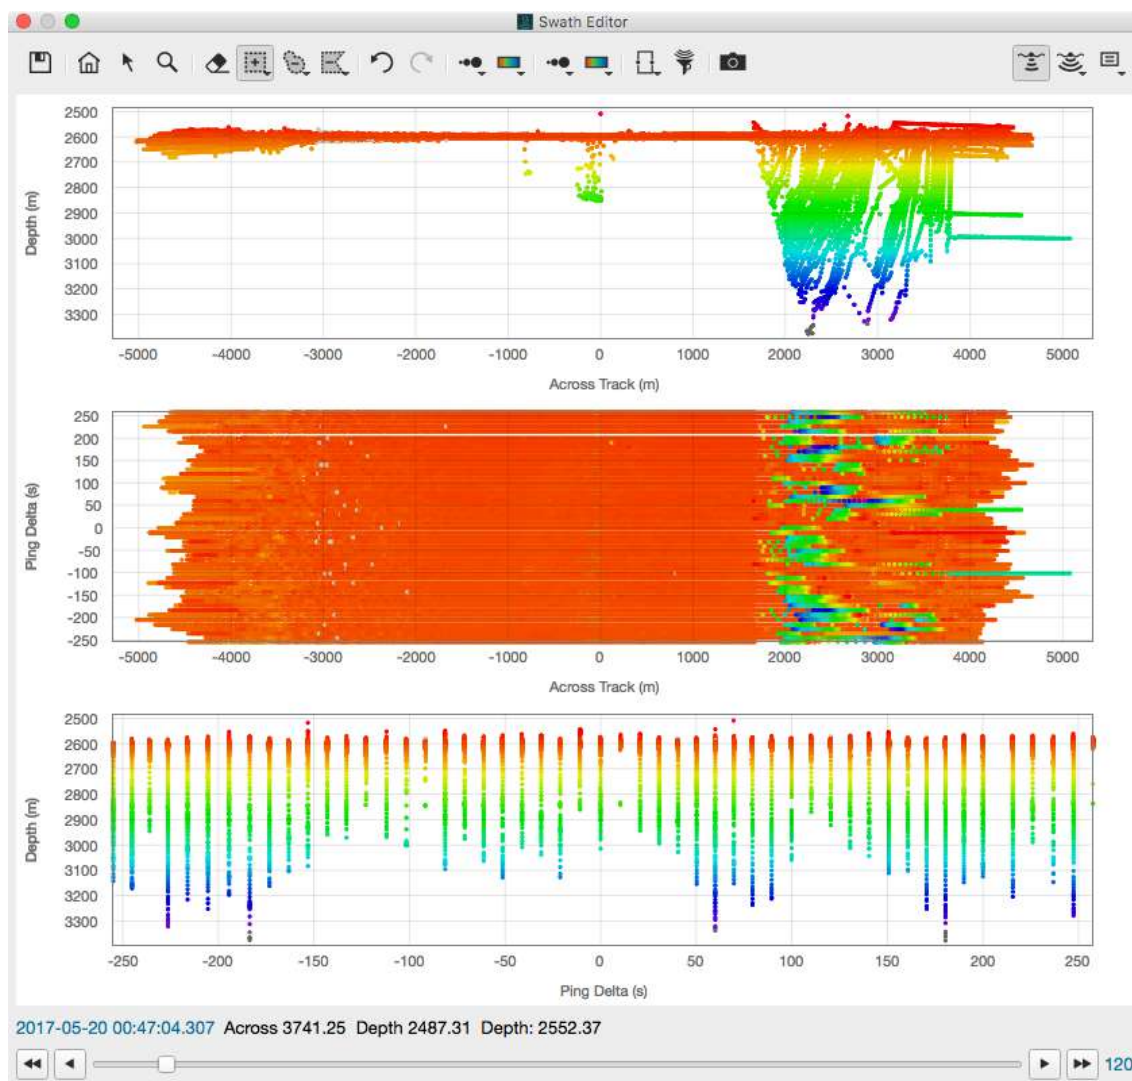 Swath Editor
2500
2600
2700
2800
2900
3000
3100
3200
3300
Depth (m)
-5000 -4000 -3000 -2000 -1000 0 1000 2000 3000 4000 5000
Across Track (m)
250
200
150
100
50
0
-50
-100
-150
-200
-250
Ping Delta (s)
-5000 -4000 -3000 -2000 -1000 0 1000 2000 3000 4000 5000
Across Track (m)
2500
2600
2700
2800
2900
3000
3100
3200
3300
Depth (m)
-250 -200 -150 -100 -50 0 50 100 150 200 250
Ping Delta (s)
2017-05-20 00:47:04.307 Across 3741.25 Depth 2487.31 Depth: 2552.37
120